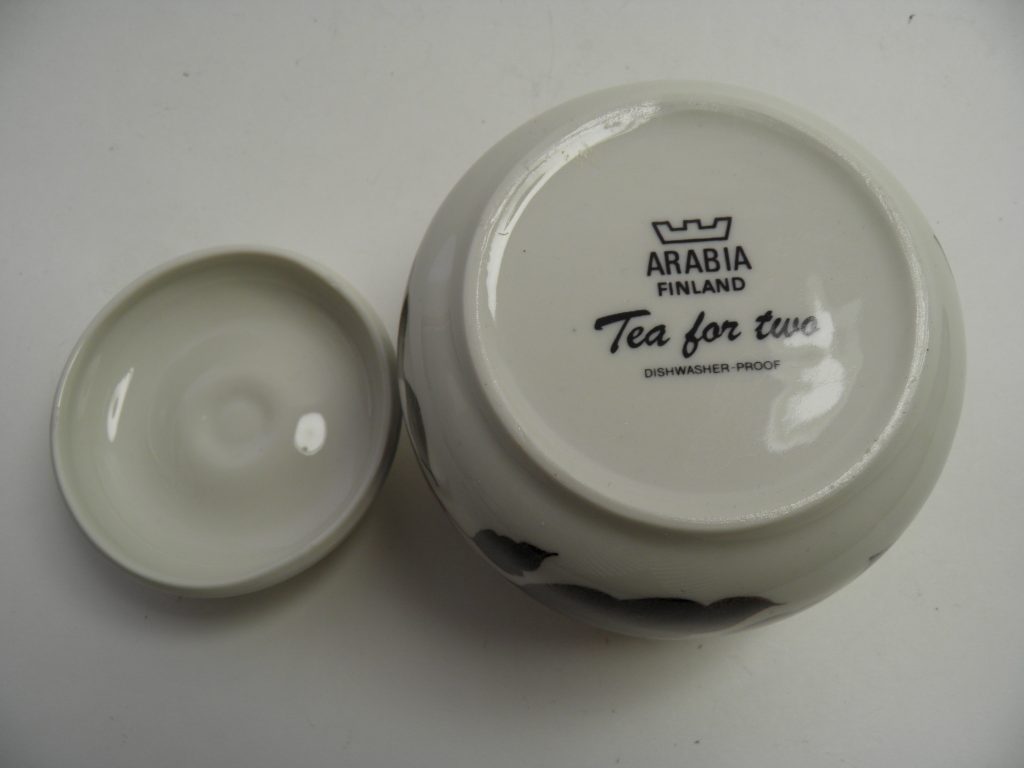 ARABIA
FINLAND
Tea for two
DISHWASHER-PROOF